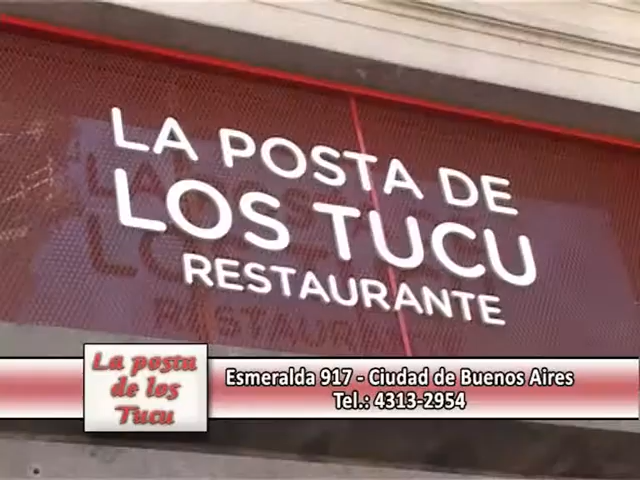 LA POSTA DE
LOS TUCU
RESTAURANTE
La posta
de los
Tucu
Esmeralda 917 - Ciudad de Buenos Aires
Tel.: 4313-2954